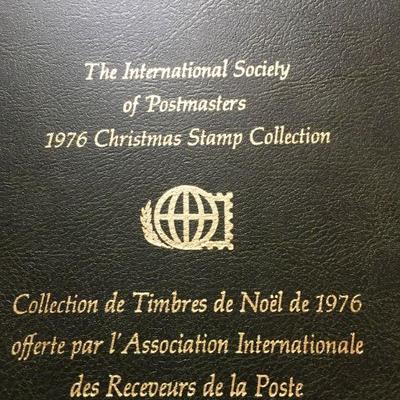 The International Society
of Postmasters
1976 Christmas Stamp Collection
Collection de Timbres de Noël de 1976
offerte par l'Association Internationale
des Receveurs de la Poste